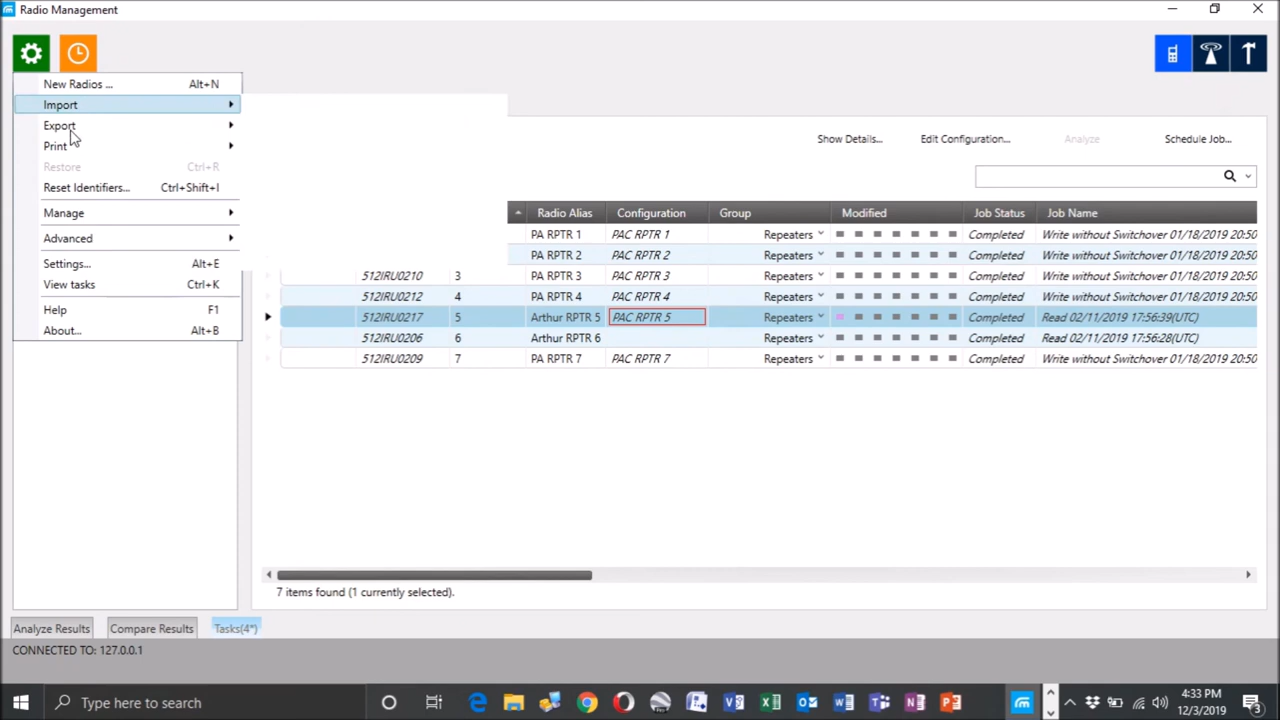 Radio Management
New Radios ... Alt+N
Import
Export
Print
Restore Ctrl+R
Reset Identifiers... Ctrl+Shift+I
Manage
Advanced
Settings... Alt+E
View tasks Ctrl+K
Help F1
About... Alt+B
Show Details... Edit Configuration... Analyze Schedule Job...
Radio Alias Configuration Group Modified Job Status Job Name
PA RPTR 1 PAC RPTR 1 Repeaters Completed Write without Switchover 01/18/2019 20:50
PA RPTR 2 PAC RPTR 2 Repeaters Completed Write without Switchover 01/18/2019 20:50
512IRU0210 3 PA RPTR 3 PAC RPTR 3 Repeaters Completed Write without Switchover 01/18/2019 20:50
512IRU0212 4 PA RPTR 4 PAC RPTR 4 Repeaters Completed Write without Switchover 01/18/2019 20:50
512IRU0217 5 Arthur RPTR 5 PAC RPTR 5 Repeaters Completed Read 02/11/2019 17:56:39(UTC)
512IRU0206 6 Arthur RPTR 6 Repeaters Completed Read 02/11/2019 17:56:28(UTC)
512IRU0209 7 PA RPTR 7 PAC RPTR 7 Repeaters Completed Write without Switchover 01/18/2019 20:50
7 items found (1 currently selected).
Analyze Results Compare Results Tasks(4*)
CONNECTED TO: 127.0.0.1
Type here to search
4:33 PM
12/3/2019
3